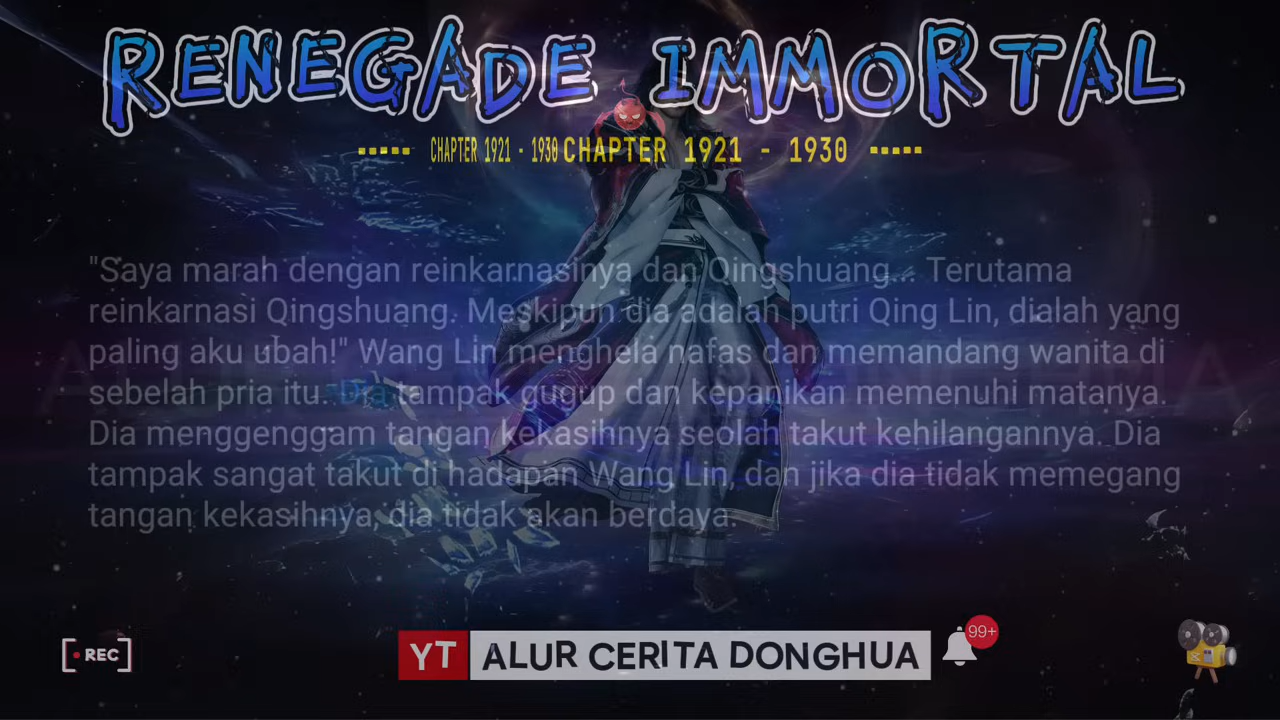 RENEGADE IMMORTAL
CHAPTER 1921 - 1930 CHAPTER 1921 - 1930
"Saya marah dengan reinkarnasinya dan Qingshuang... Terutama
reinkarnasi Qingshuang. Meskipun dia adalah putri Qing Lin, dialah yang
paling aku ubah!" Wang Lin menghela nafas dan memandang wanita di
sebelah pria itu. Dia tampak gugup dan kepanikan memenuhi matanya.
Dia menggenggam tangan kekasihnya seolah takut kehilangannya. Dia
tampak sangat takut di hadapan Wang Lin, dan jika dia tidak memegang
tangan kekasihnya, dia tidak akan berdaya.
REC
YT ALUR CERITA DONGHUA
99+